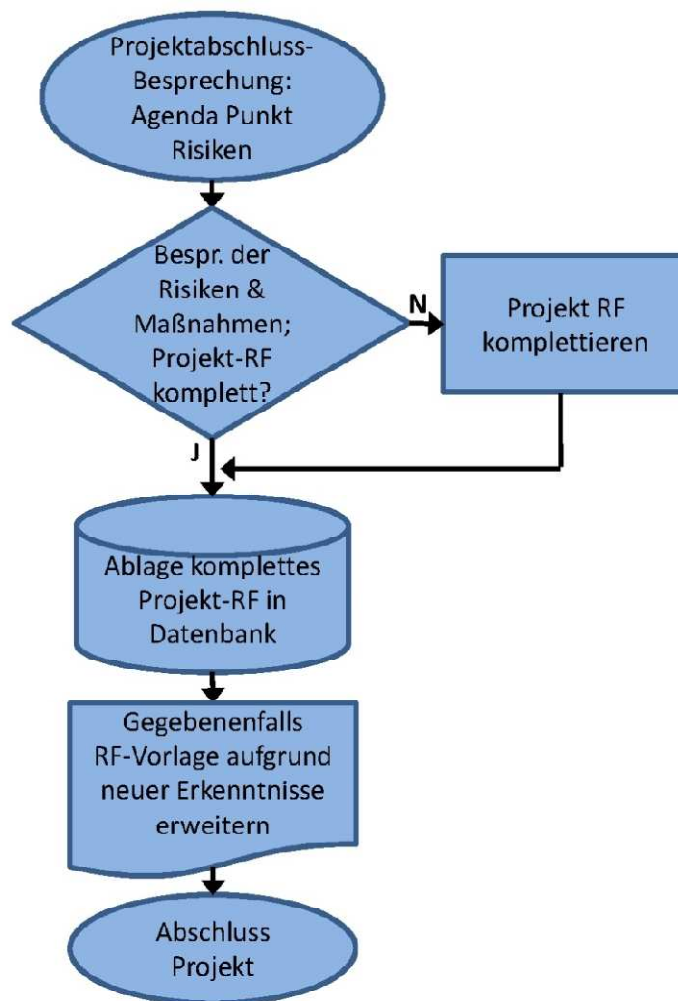 Projektabschluss-
Besprechung:
Agenda Punkt
Risiken
Bespr. der
Risiken &
Maßnahmen;
Projekt-RF
komplett?
N
Projekt RF
komplettieren
J
Ablage komplettes
Projekt-RF in
Datenbank
Gegebenenfalls
RF-Vorlage aufgrund
neuer Erkenntnisse
erweitern
Abschluss
Projekt